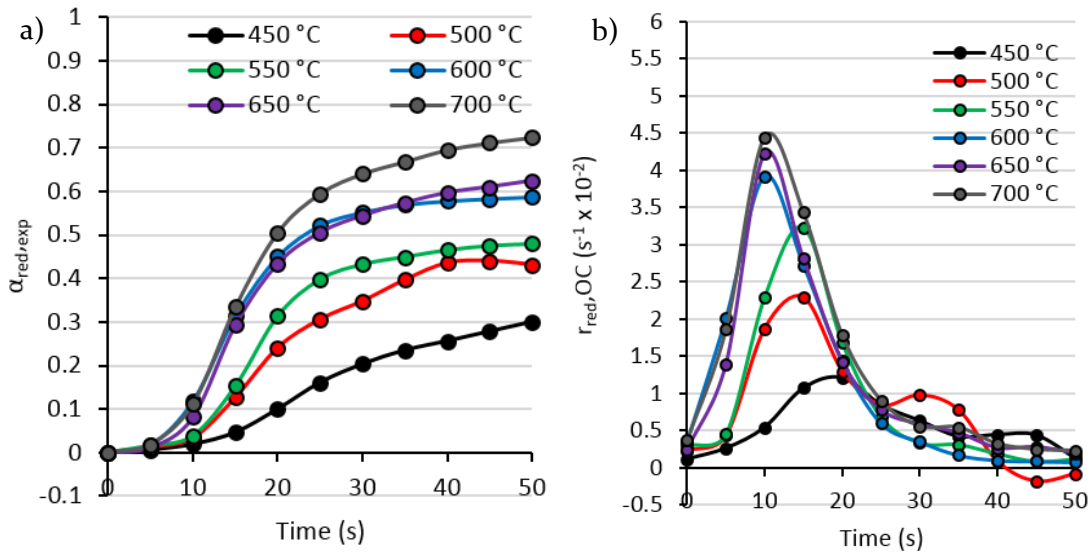 a)
1
0.9
0.8
0.7
0.6
0.5
0.4
0.3
0.2
0.1
0
-0.1
αred,exp
450 °C 500 °C
550 °C 600 °C
650 °C 700 °C
0 10 20 30 40 50
Time (s)
b)
6
5.5
5
4.5
4
3.5
3
2.5
2
1.5
1
0.5
0
-0.5
rred,OC (s-1 x 10-2)
450 °C
500 °C
550 °C
600 °C
650 °C
700 °C
0 10 20 30 40 50
Time (s)